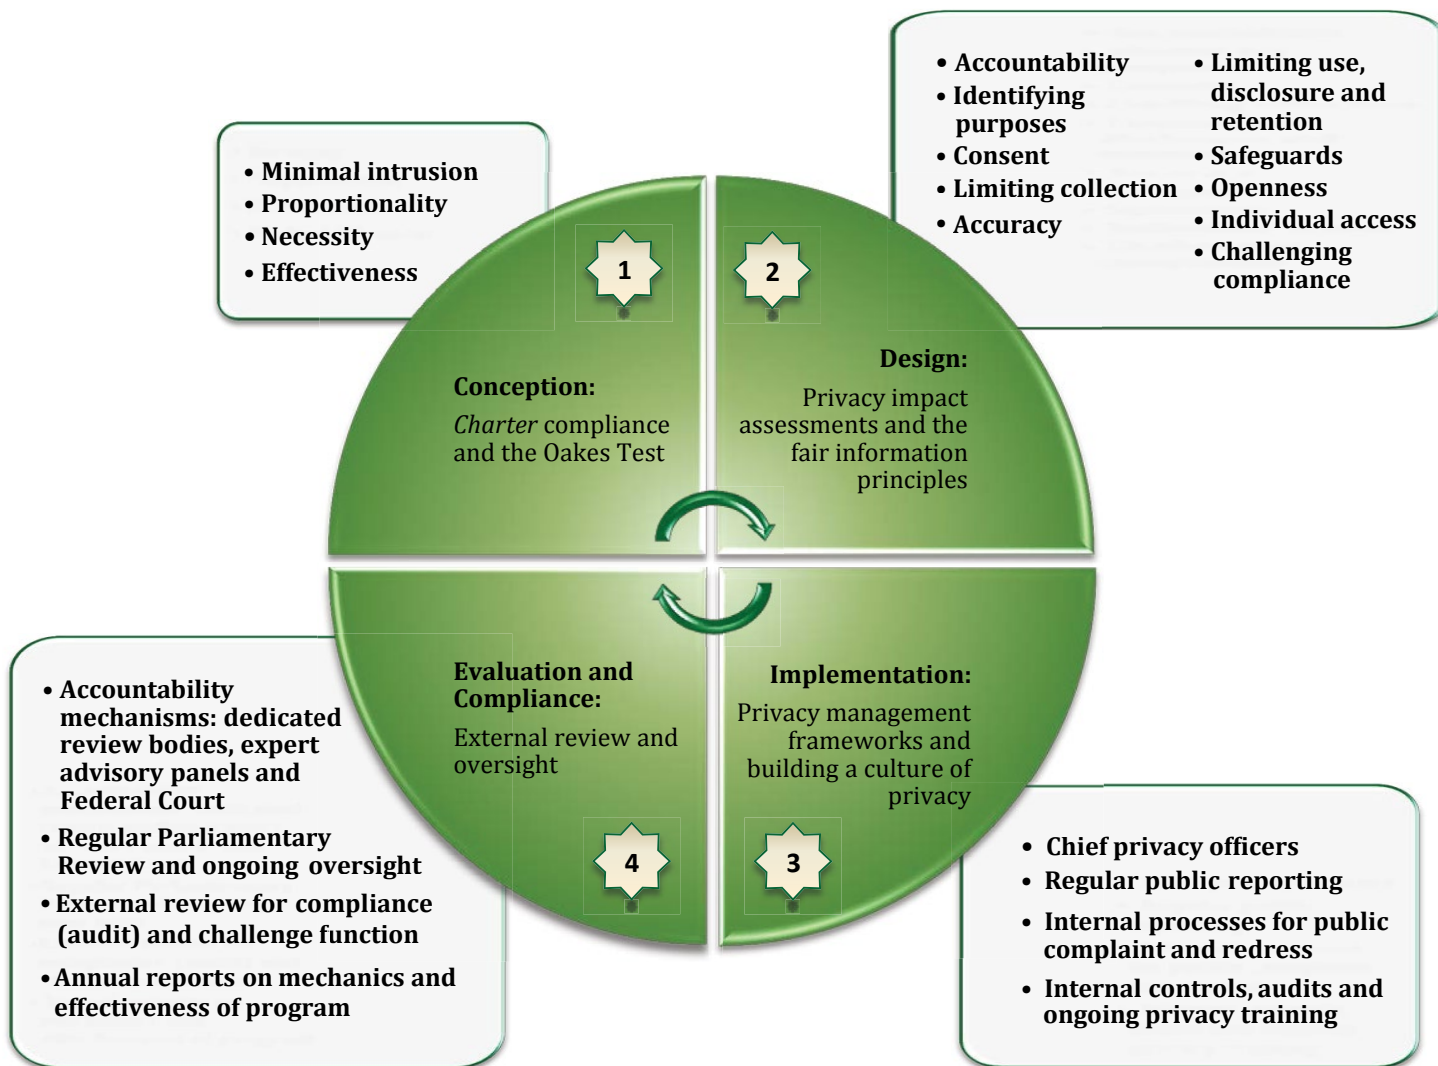 • Minimal intrusion
• Proportionality
• Necessity
• Effectiveness
1
Conception:
Charter compliance
and the Oakes Test
• Accountability
• Identifying
purposes
• Consent
• Limiting collection
• Accuracy
• Limiting use,
disclosure and
retention
• Safeguards
• Openness
• Individual access
• Challenging
compliance
2
Design:
Privacy impact
assessments and the
fair information
principles
Implementation:
Privacy management
frameworks and
building a culture of
privacy
3
• Chief privacy officers
• Regular public reporting
• Internal processes for public
complaint and redress
• Internal controls, audits and
ongoing privacy training
Evaluation and
Compliance:
External review and
oversight
4
• Accountability
mechanisms: dedicated
review bodies, expert
advisory panels and
Federal Court
• Regular Parliamentary
Review and ongoing oversight
• External review for compliance
(audit) and challenge function
• Annual reports on mechanics and
effectiveness of program